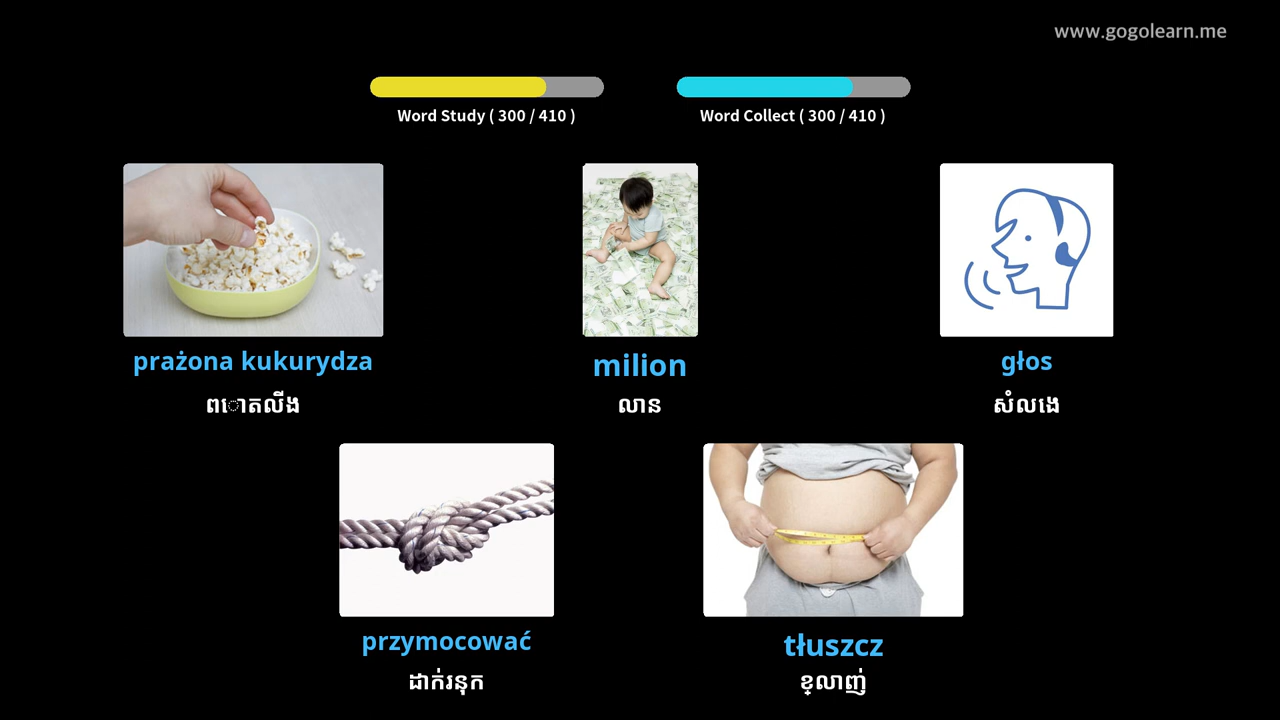 www.gogolearn.me
Word Study ( 300 / 410 )
Word Collect ( 300 / 410 )
prażona kukurydza
milion
głos
ពោតលីង
លាន
សំលេង
przymocować
tłuszcz
ដាក់រនុក
ខ្លាញ់